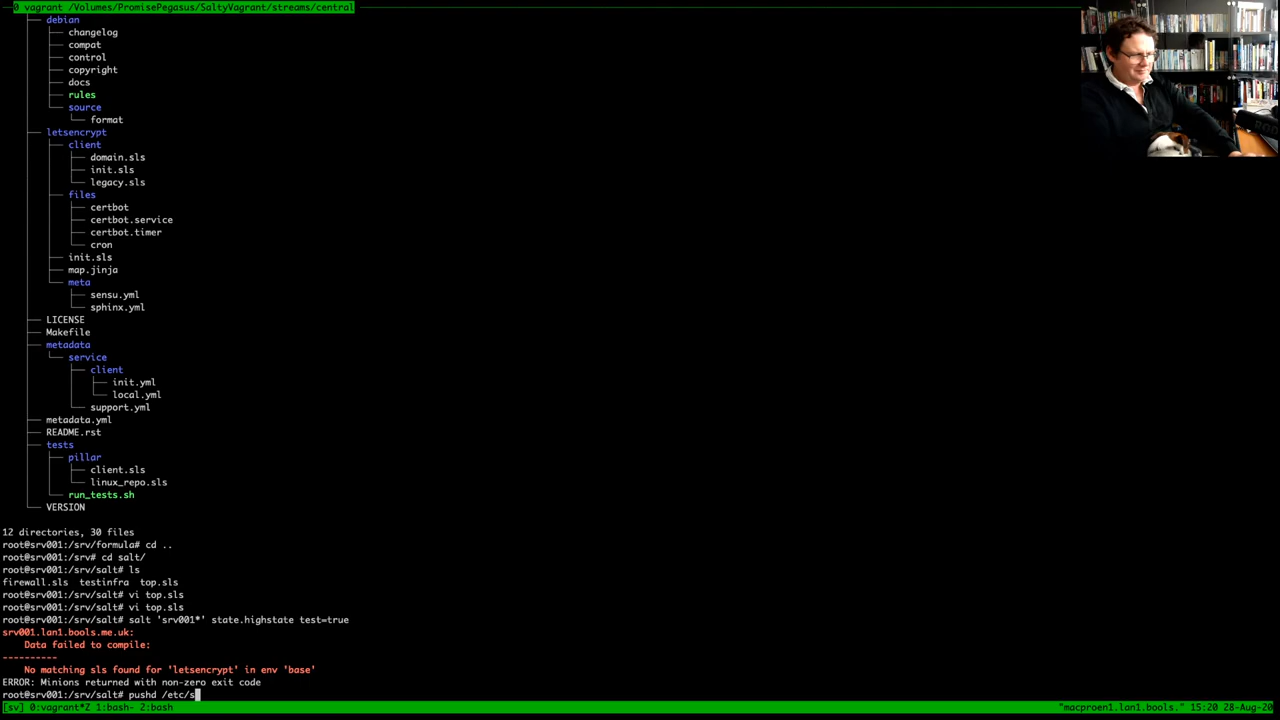 0 vagrant /Volumes/PromisePegasus/SaltyVagrant/streams/central
├── debian
│   ├── changelog
│   ├── compat
│   ├── control
│   ├── copyright
│   ├── docs
│   ├── rules
│   └── source
│       └── format
├── letsencrypt
│   ├── client
│   │   ├── domain.sls
│   │   ├── init.sls
│   │   └── legacy.sls
│   ├── files
│   │   ├── certbot
│   │   ├── certbot.service
│   │   ├── certbot.timer
│   │   └── cron
│   ├── init.sls
│   ├── map.jinja
│   └── meta
│       ├── sensu.yml
│       └── sphinx.yml
├── LICENSE
├── Makefile
├── metadata
│   └── service
│       ├── client
│       │   ├── init.yml
│       │   └── local.yml
│       └── support.yml
├── metadata.yml
├── README.rst
├── tests
│   ├── pillar
│   │   ├── client.sls
│   │   └── linux_repo.sls
│   └── run_tests.sh
└── VERSION
12 directories, 30 files
root@srv001:/srv/formula# cd ..
root@srv001:/srv# cd salt/
root@srv001:/srv/salt# ls
firewall.sls  testinfra  top.sls
root@srv001:/srv/salt# vi top.sls
root@srv001:/srv/salt# vi top.sls
root@srv001:/srv/salt# salt 'srv001*' state.highstate test=true
srv001.lan1.bools.me.uk:
    Data failed to compile:
----------
    No matching sls found for 'letsencrypt' in env 'base'
ERROR: Minions returned with non-zero exit code
root@srv001:/srv/salt# pushd /etc/s
[sv] 0:vagrant*Z 1:bash- 2:bash "macproen1.lan1.bools." 15:20 28-Aug-20